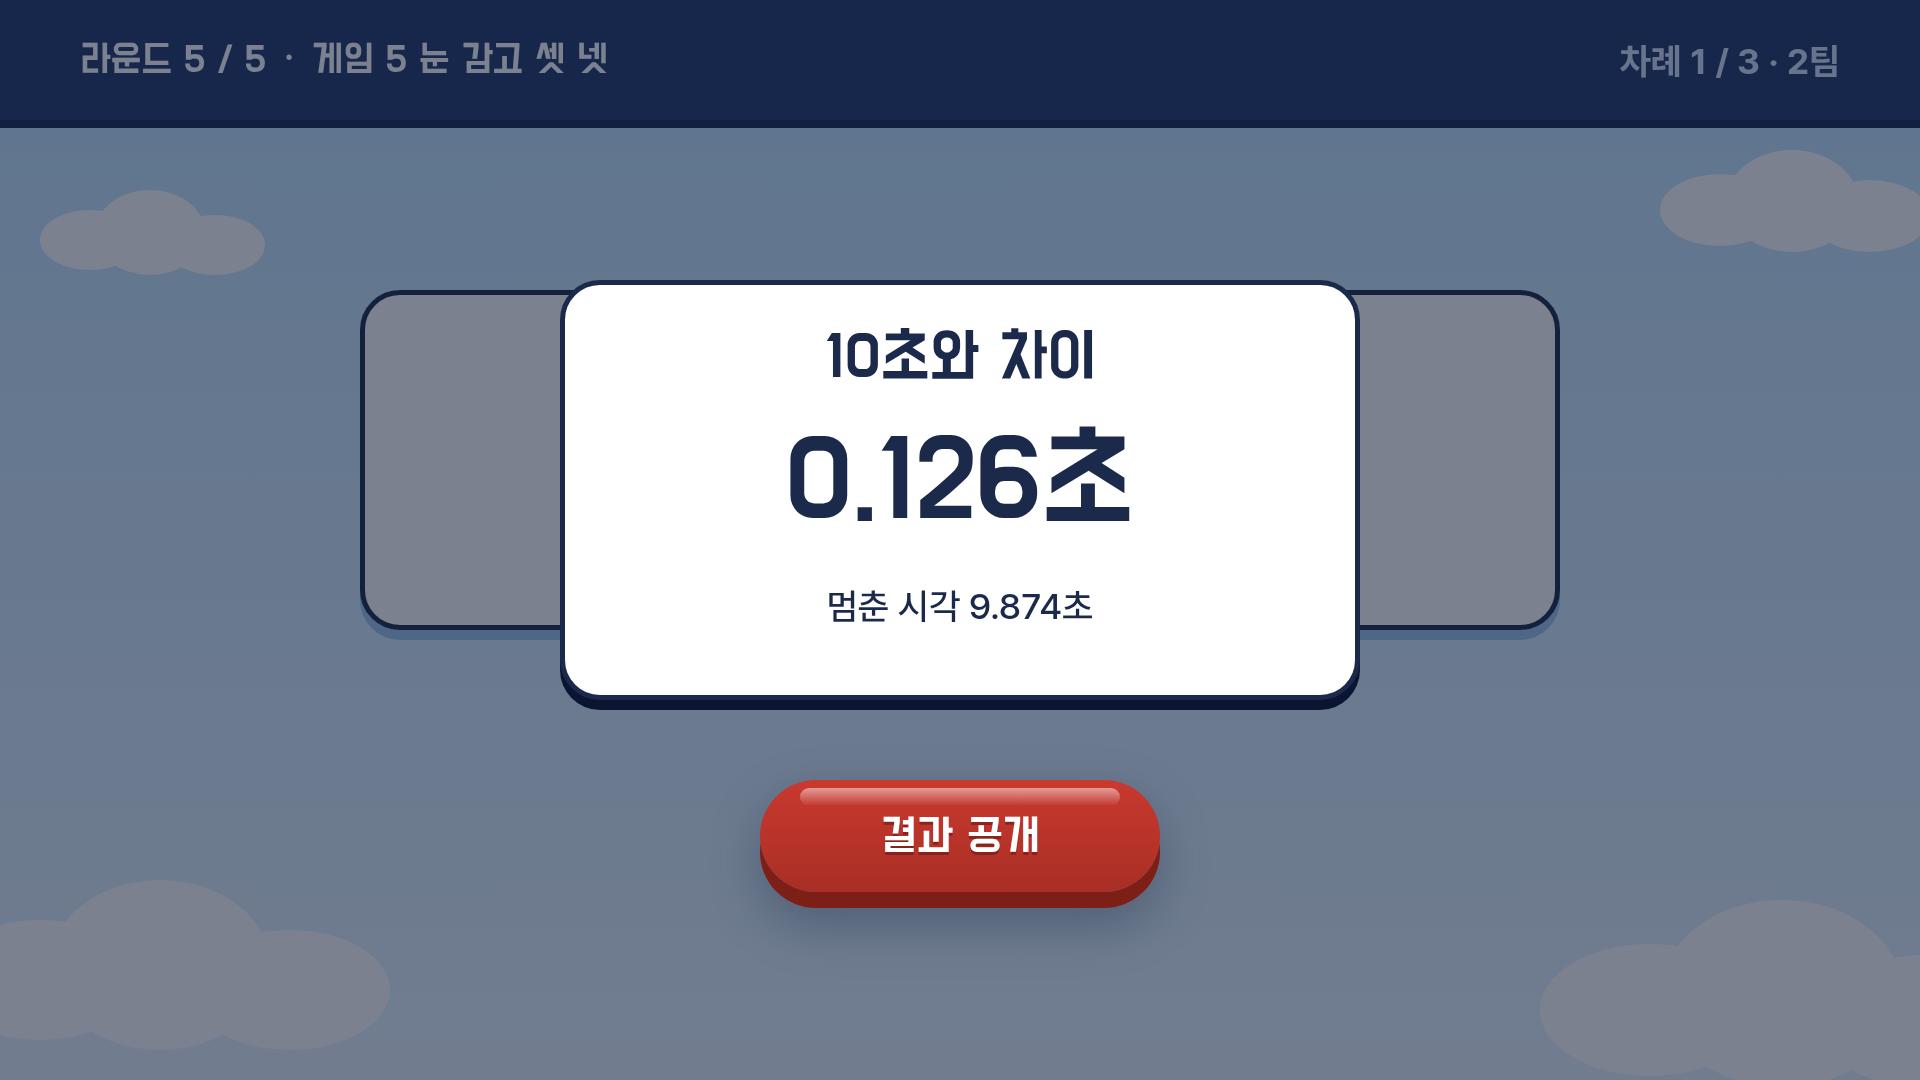 라운드 5 / 5 · 게임 5 눈 감고 셋 넷
차례 1 / 3 · 2팀
10초와 차이
0.126초
멈춘 시각 9.874초
결과 공개